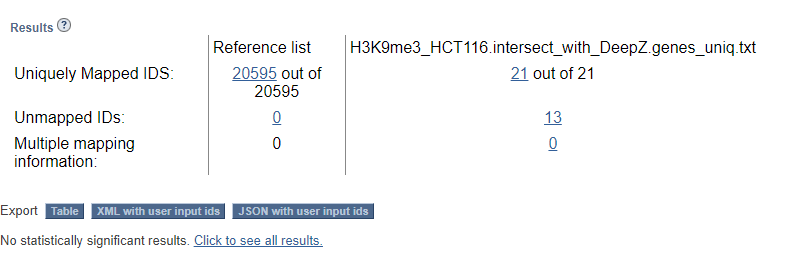 Results ?
Reference list H3K9me3_HCT116.intersect_with_DeepZ.genes_uniq.txt
Uniquely Mapped IDS: 20595 out of 21 out of 21
20595
Unmapped IDs: 0 13
Multiple mapping 0 0
information:
Export Table XML with user input ids JSON with user input ids
No statistically significant results. Click to see all results.